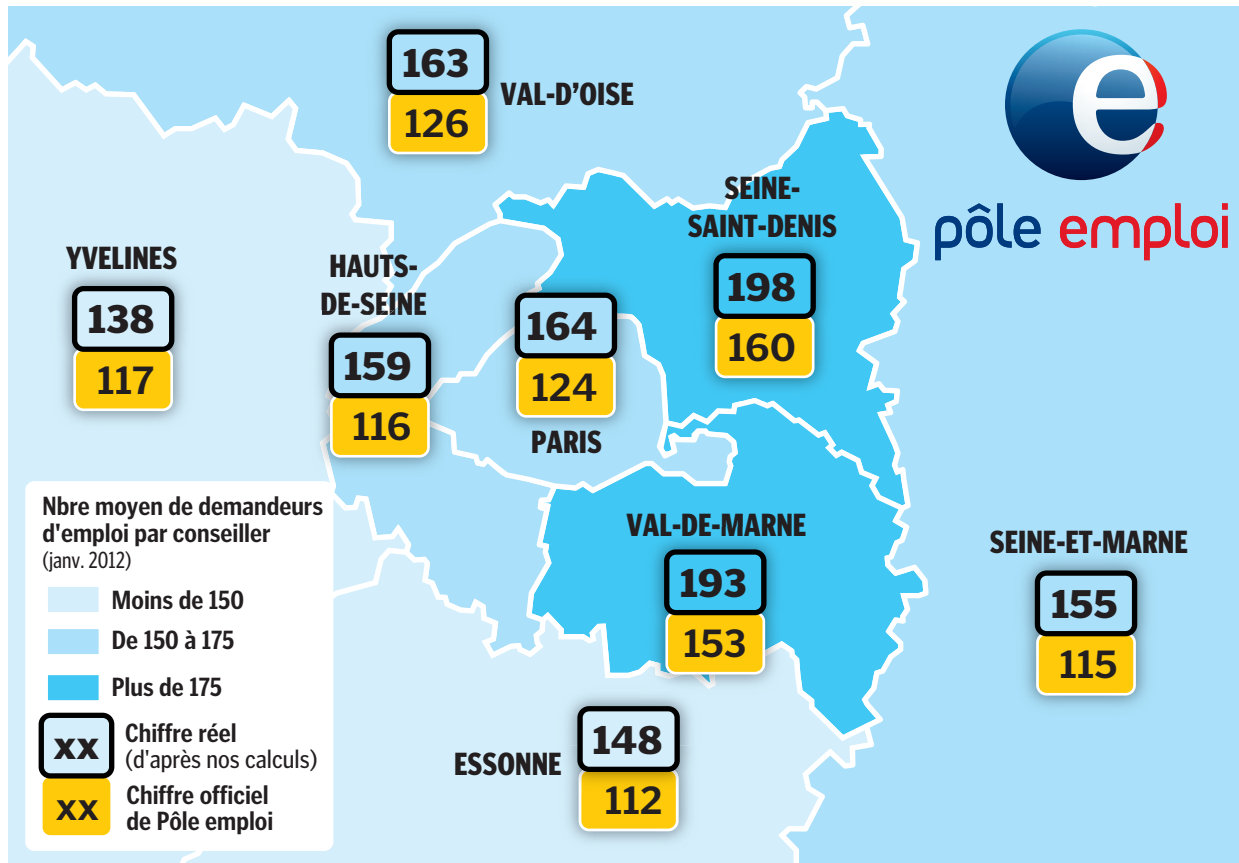 163
126
VAL-D'OISE
e
pôle emploi
SEINE-
SAINT-DENIS
198
160
YVELINES
138
117
HAUTS-
DE-SEINE
159
116
164
124
PARIS
VAL-DE-MARNE
193
153
SEINE-ET-MARNE
155
115
ESSONNE
148
112
Nbre moyen de demandeurs
d'emploi par conseiller
(janv. 2012)
Moins de 150
De 150 à 175
Plus de 175
xx
Chiffre réel
(d'après nos calculs)
xx
Chiffre officiel
de Pôle emploi